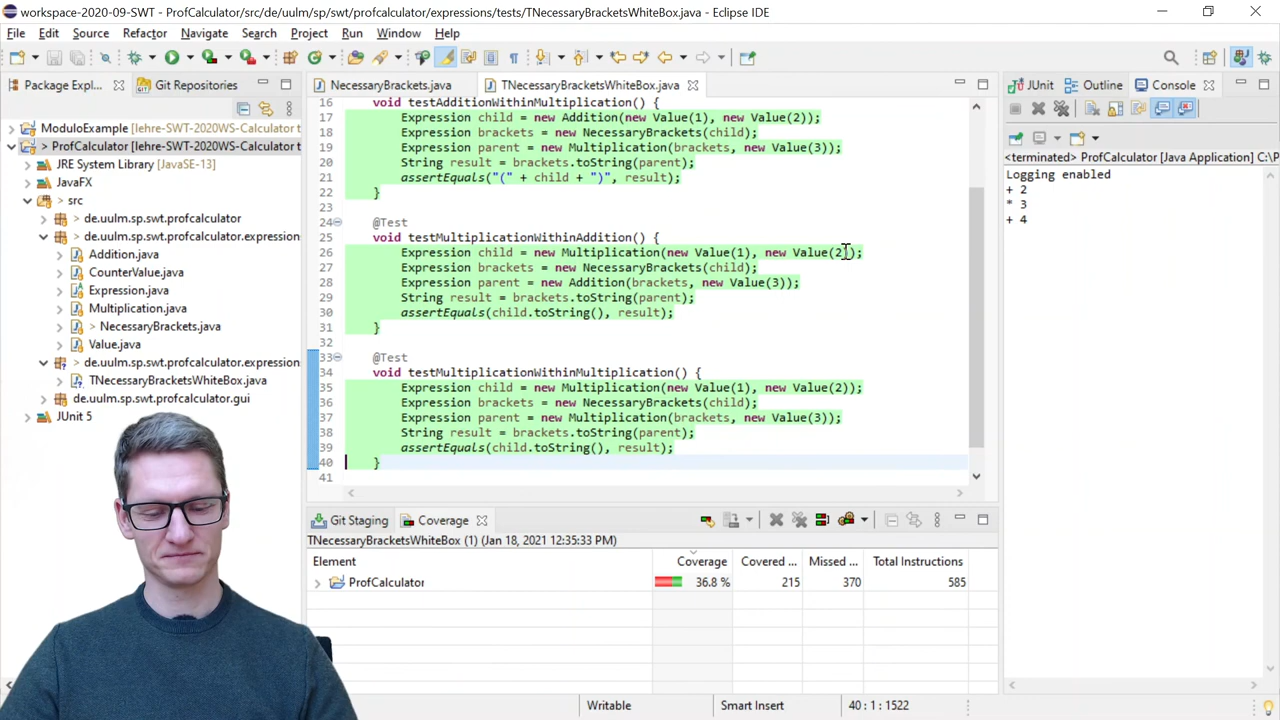 workspace-2020-09-SWT - ProfCalculator/src/de/uulm/sp/swt/profcalculator/expressions/tests/TNecessaryBracketsWhiteBox.java - Eclipse IDE
File Edit Source Refactor Navigate Search Project Run Window Help
Package Expl... Git Repositories
ModuloExample [lehre-SWT-2020WS-Calculator t
> ProfCalculator [lehre-SWT-2020WS-Calculator t
JRE System Library [JavaSE-13]
JavaFX
> src
> de.uulm.sp.swt.profcalculator
> de.uulm.sp.swt.profcalculator.expression
Addition.java
CounterValue.java
Expression.java
Multiplication.java
> NecessaryBrackets.java
Value.java
> de.uulm.sp.swt.profcalculator.expression
TNecessaryBracketsWhiteBox.java
de.uulm.sp.swt.profcalculator.gui
JUnit 5
NecessaryBrackets.java TNecessaryBracketsWhiteBox.java
16 void testAdditionWithinMultiplication() {
17 Expression child = new Addition(new Value(1), new Value(2));
18 Expression brackets = new NecessaryBrackets(child);
19 Expression parent = new Multiplication(brackets, new Value(3));
20 String result = brackets.toString(parent);
21 assertEquals("(" + child + ")", result);
22 }
23
24 @Test
25 void testMultiplicationWithinAddition() {
26 Expression child = new Multiplication(new Value(1), new Value(2));
27 Expression brackets = new NecessaryBrackets(child);
28 Expression parent = new Addition(brackets, new Value(3));
29 String result = brackets.toString(parent);
30 assertEquals(child.toString(), result);
31 }
32
33 @Test
34 void testMultiplicationWithinMultiplication() {
35 Expression child = new Multiplication(new Value(1), new Value(2));
36 Expression brackets = new NecessaryBrackets(child);
37 Expression parent = new Multiplication(brackets, new Value(3));
38 String result = brackets.toString(parent);
39 assertEquals(child.toString(), result);
40 }
41
Git Staging Coverage
TNecessaryBracketsWhiteBox (1) (Jan 18, 2021 12:35:33 PM)
Element Coverage Covered ... Missed ... Total Instructions
ProfCalculator 36.8 % 215 370 585
JUnit Outline Console
<terminated> ProfCalculator [Java Application] C:\P
Logging enabled
+ 2
* 3
+ 4
Writable Smart Insert 40 : 1 : 1522